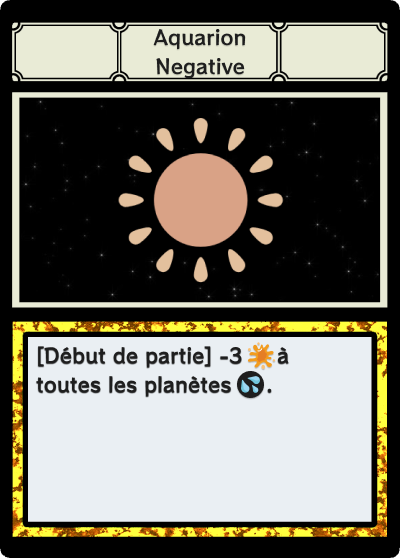 Aquarion
Negative
[Début de partie] -3 à
toutes les planètes .